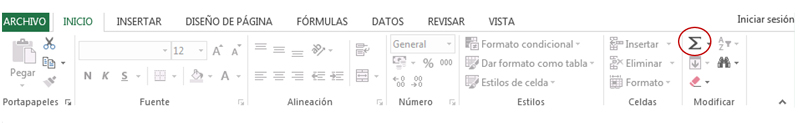 ARCHIVO INICIO INSERTAR DISEÑO DE PÁGINA FÓRMULAS DATOS REVISAR VISTA Iniciar sesión
12 A A General Formato condicional Insertar Σ A Z
Pegar Dar formato como tabla Eliminar
% 000
N K S A Estilos de celda Formato
Portapapeles Fuente Alineación Número Estilos Celdas Modificar